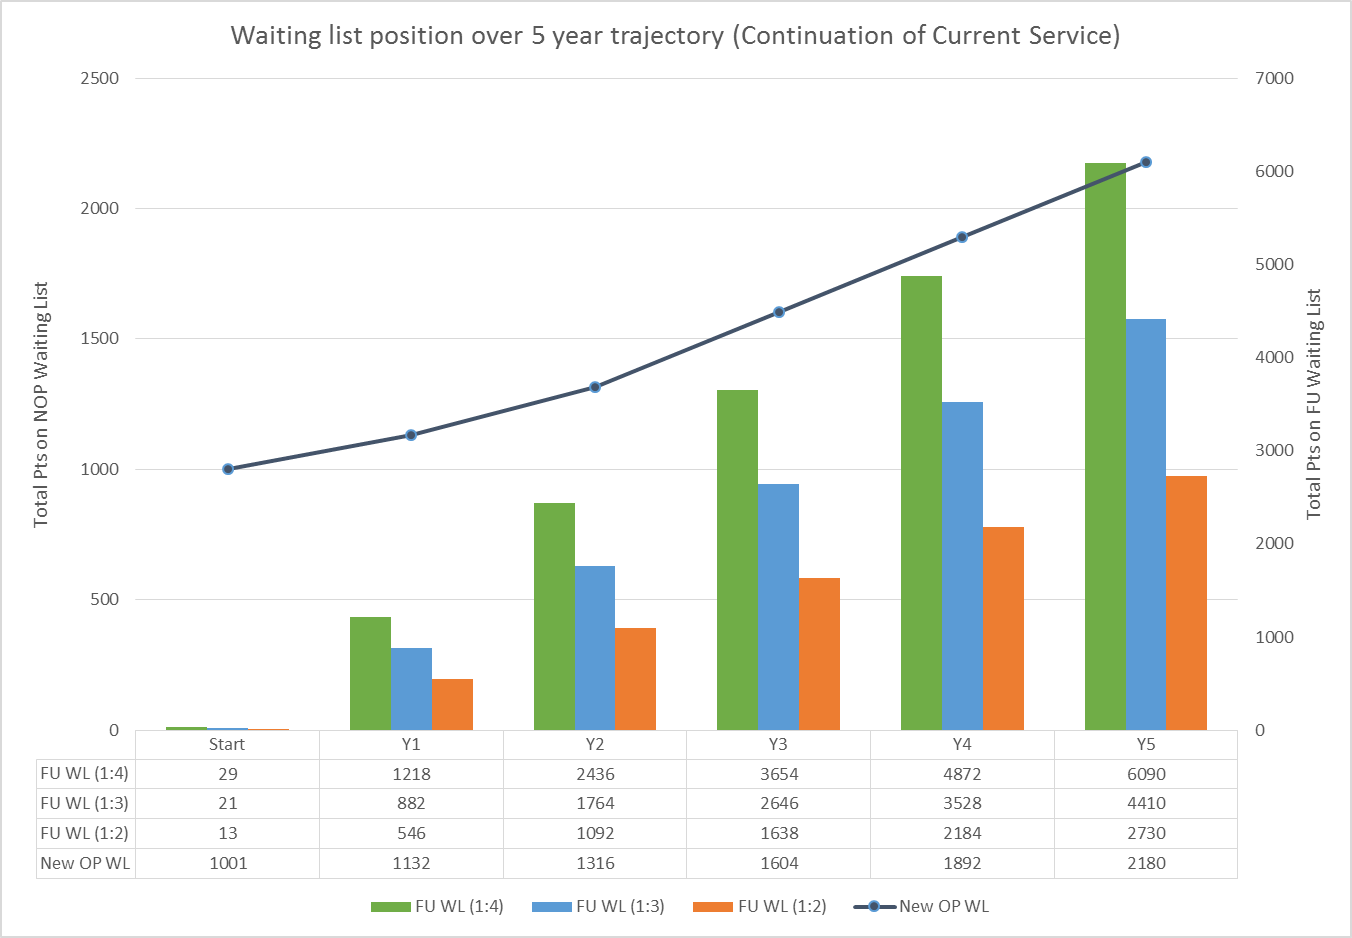 Waiting list position over 5 year trajectory (Continuation of Current Service)
2500
2000
1500
1000
500
0
Total Pts on NOP Waiting List
7000
6000
5000
4000
3000
2000
1000
0
Total Pts on FU Waiting List
Start Y1 Y2 Y3 Y4 Y5
FU WL (1:4) 29 1218 2436 3654 4872 6090
FU WL (1:3) 21 882 1764 2646 3528 4410
FU WL (1:2) 13 546 1092 1638 2184 2730
New OP WL 1001 1132 1316 1604 1892 2180
FU WL (1:4) FU WL (1:3) FU WL (1:2) New OP WL